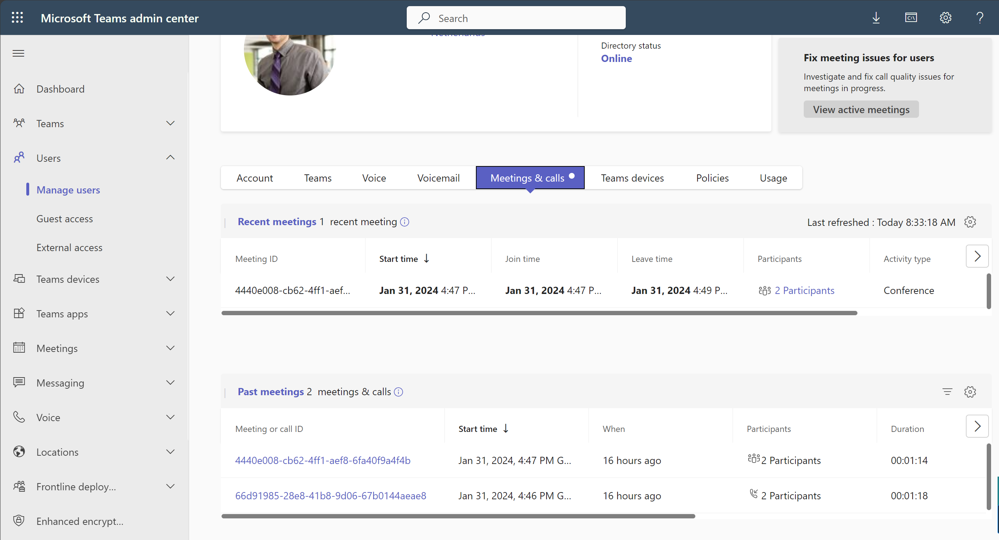 Microsoft Teams admin center
Search
Dashboard
Teams
Users
Manage users
Guest access
External access
Teams devices
Teams apps
Meetings
Messaging
Voice
Locations
Frontline deploy...
Enhanced encrypt...
Netherlands
Directory status
Online
Fix meeting issues for users
Investigate and fix call quality issues for
meetings in progress.
View active meetings
Account Teams Voice Voicemail Meetings & calls Teams devices Policies Usage
Recent meetings 1 recent meeting Last refreshed : Today 8:33:18 AM
Meeting ID Start time Join time Leave time Participants Activity type
4440e008-cb62-4ff1-aef... Jan 31, 2024 4:47 P... Jan 31, 2024 4:47 P... Jan 31, 2024 4:49 P... 2 Participants Conference
Past meetings 2 meetings & calls
Meeting or call ID Start time When Participants Duration
4440e008-cb62-4ff1-aef8-6fa40f9a4f4b Jan 31, 2024, 4:47 PM G... 16 hours ago 2 Participants 00:01:14
66d91985-28e8-41b8-9d06-67b0144aeae8 Jan 31, 2024, 4:46 PM G... 16 hours ago 2 Participants 00:01:18